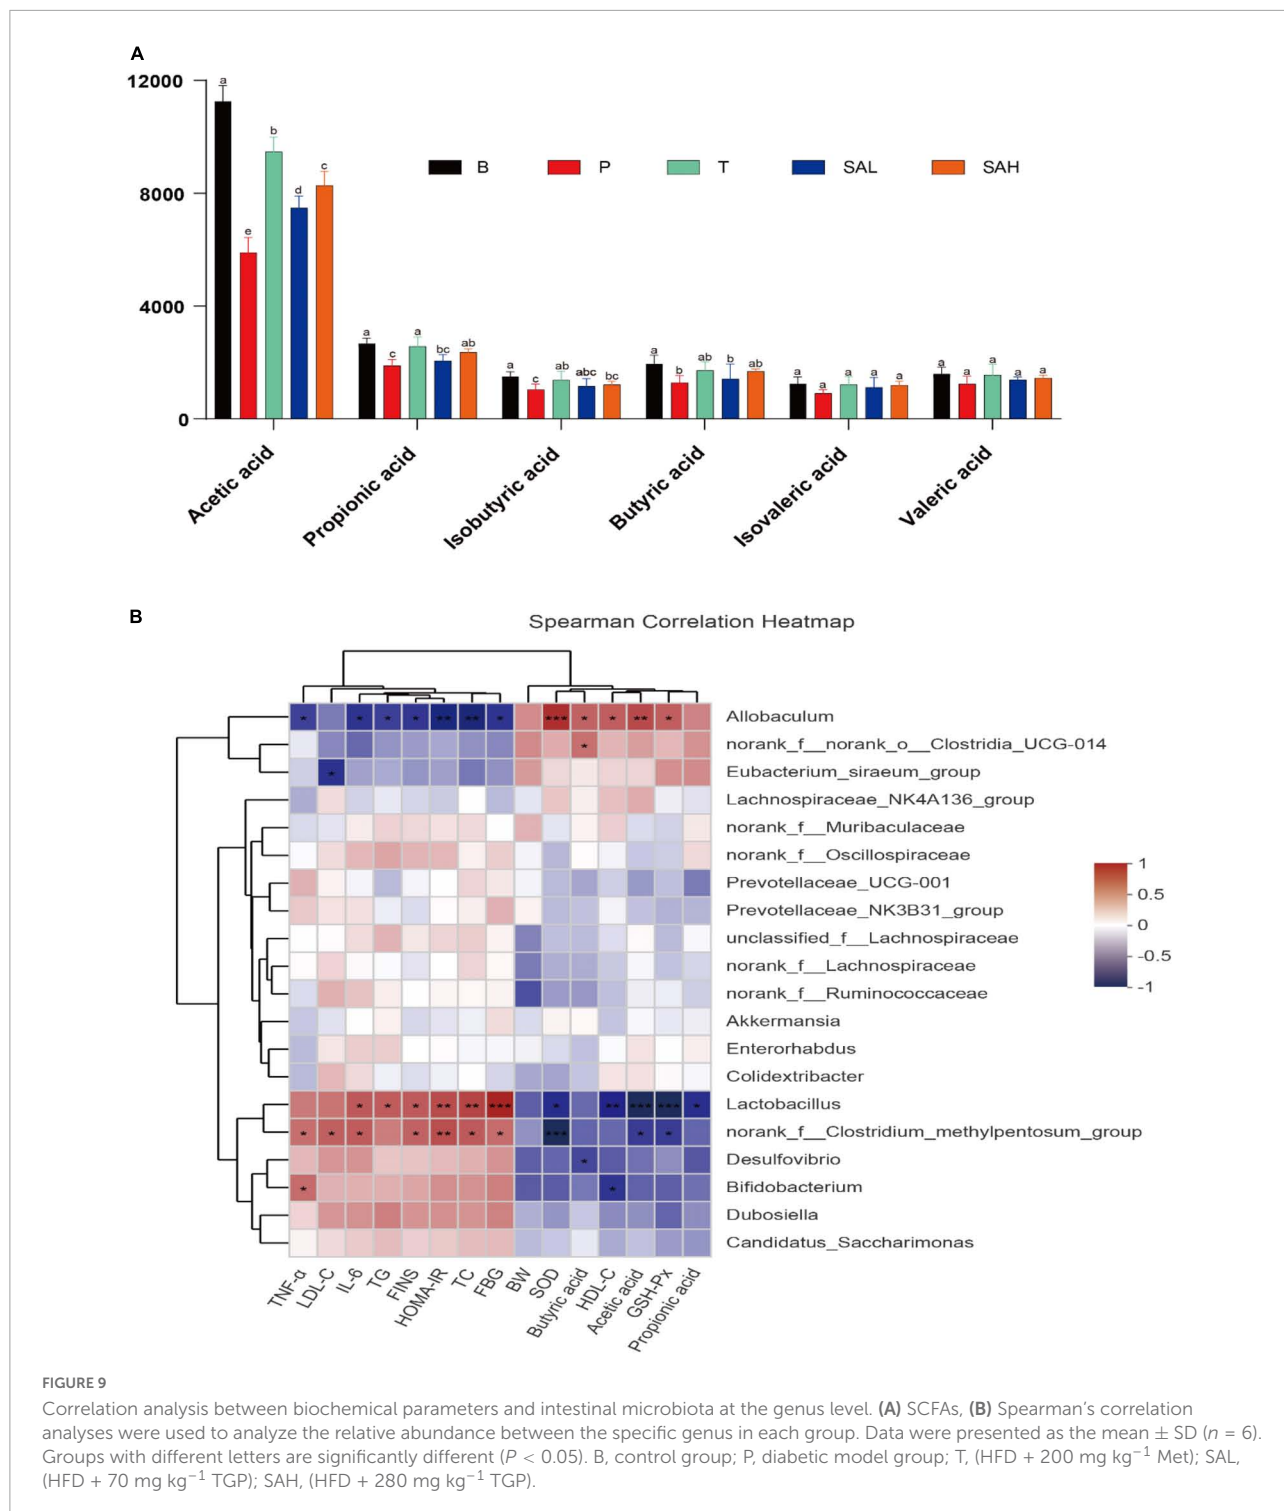 A
12000
8000
4000
0
B P T SAL SAH
a e b d c
a c a bc ab
a c ab abc bc
a b ab b ab
a a a a a
a a a a a
Acetic acid
Propionic acid
Isobutyric acid
Butyric acid
Isovaleric acid
Valeric acid
B
Spearman Correlation Heatmap
* * * * ** ** * *** * * ** * Allobaculum
* norank_f__norank_o__Clostridia_UCG-014
* Eubacterium_siraeum_group
Lachnospiraceae_NK4A136_group
norank_f__Muribaculaceae
norank_f__Oscillospiraceae
Prevotellaceae_UCG-001
Prevotellaceae_NK3B31_group
unclassified_f__Lachnospiraceae
norank_f__Lachnospiraceae
norank_f__Ruminococcaceae
Akkermansia
Enterorhabdus
Colidextribacter
* * * ** ** *** * ** *** *** * Lactobacillus
* * * * ** * * *** * * norank_f__Clostridium_methylpentosum_group
* Desulfovibrio
* * Bifidobacterium
Dubosiella
Candidatus_Saccharimonas
1
0.5
0
-0.5
-1
TNF-α
LDL-C
IL-6
TG
FINS
HOMA-IR
TC
FBG
BW
SOD
Butyric acid
HDL-C
Acetic acid
GSH-Px
Propionic acid
FIGURE 9
Correlation analysis between biochemical parameters and intestinal microbiota at the genus level. (A) SCFAs, (B) Spearman's correlation
analyses were used to analyze the relative abundance between the specific genus in each group. Data were presented as the mean ± SD (n = 6).
Groups with different letters are significantly different (P < 0.05). B, control group; P, diabetic model group; T, (HFD + 200 mg kg⁻¹ Met); SAL,
(HFD + 70 mg kg⁻¹ TGP); SAH, (HFD + 280 mg kg⁻¹ TGP).